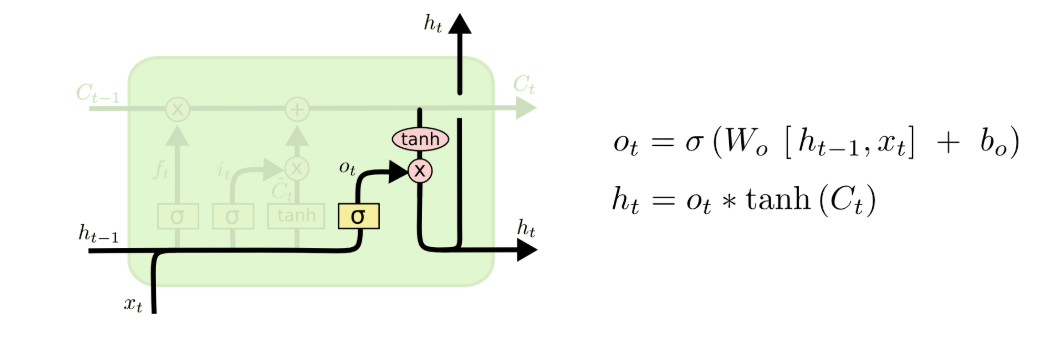 h_t
C_{t-1}
C_t
x
+
tanh
f_t
i_t
C̃_t
x
o_t
x
σ
σ
tanh
σ
h_{t-1}
h_t
x_t
o_t = σ (W_o [h_{t-1}, x_t] + b_o)
h_t = o_t * tanh (C_t)